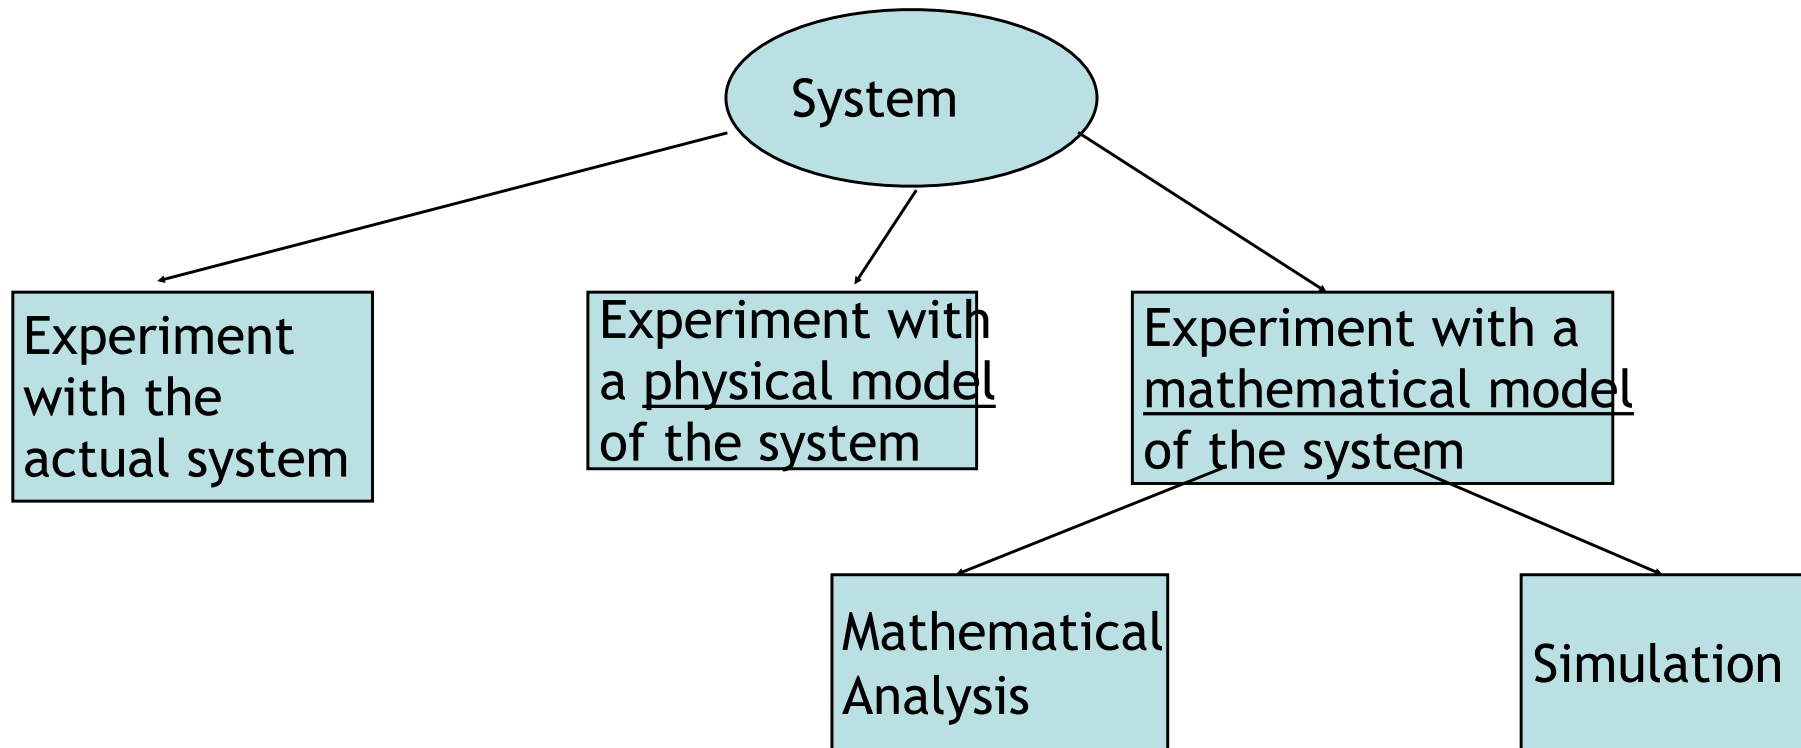 System
Experiment
with the
actual system
Experiment with
a physical model
of the system
Experiment with a
mathematical model
of the system
Mathematical
Analysis
Simulation